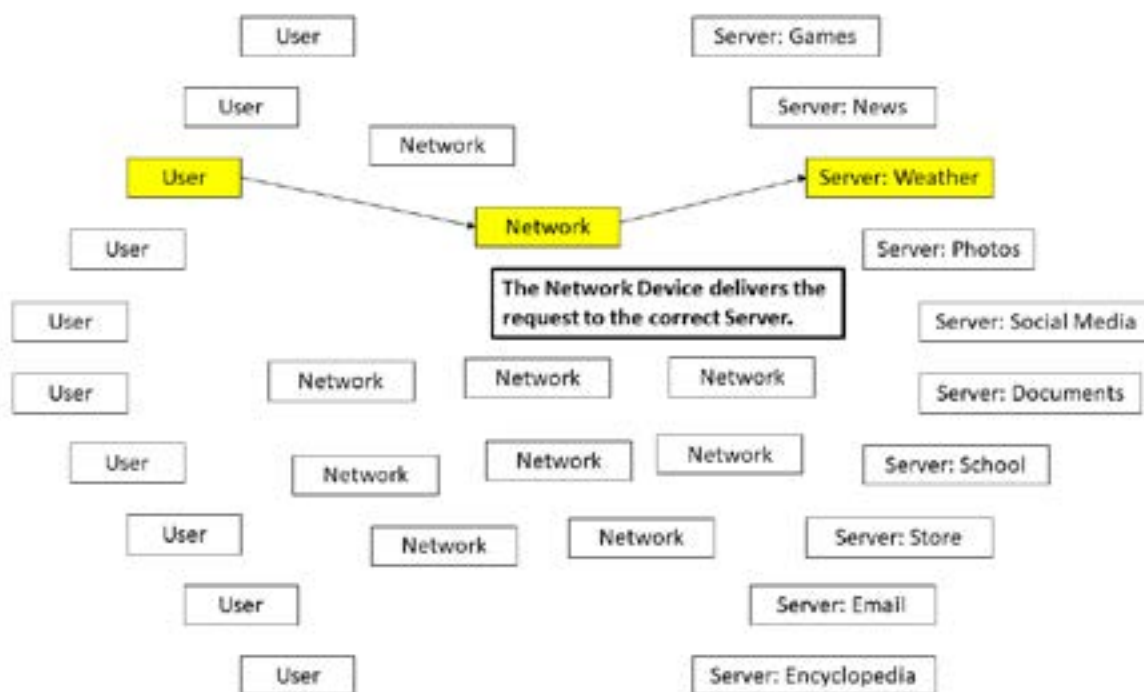 User
Server: Games
User
Server: News
Network
User
Server: Weather
Network
User
Server: Photos
The Network Device delivers the
request to the correct Server.
User
Server: Social Media
Network
Network
Network
User
Server: Documents
User
Network
Network
Network
Server: School
User
Network
Network
Server: Store
User
Server: Email
User
Server: Encyclopedia